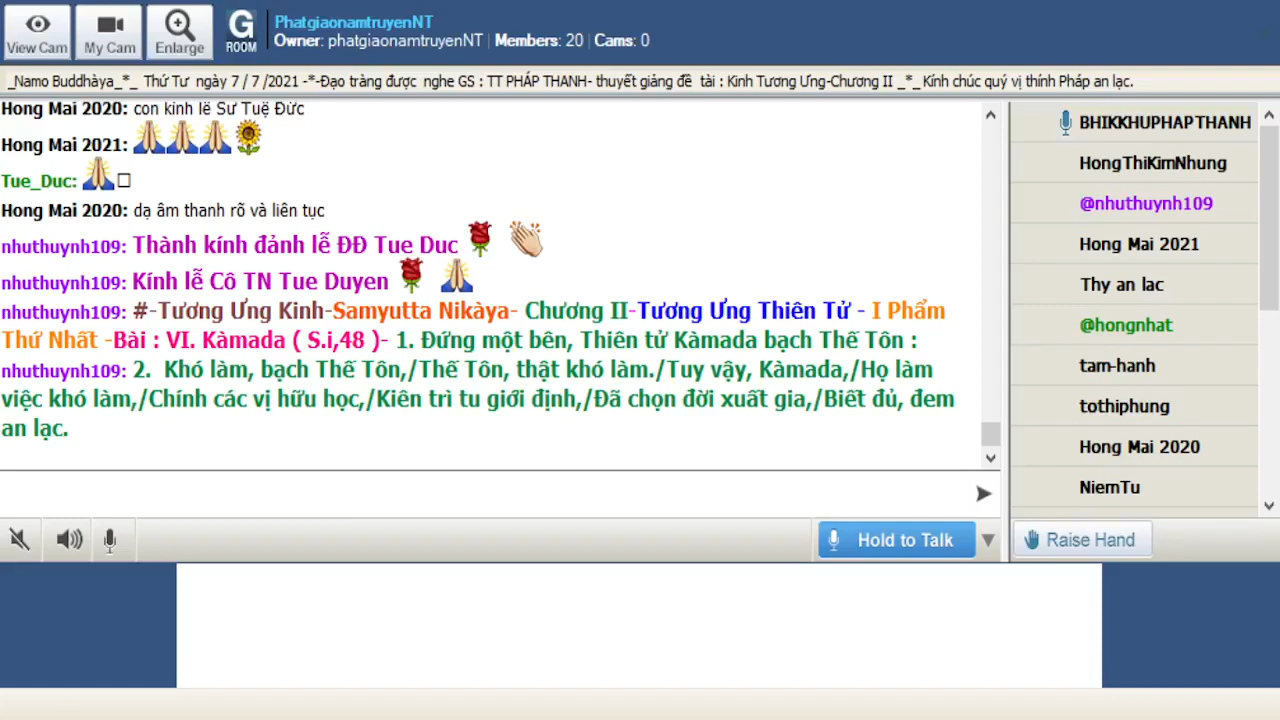 View Cam
My Cam
Enlarge
G
ROOM
PhatgiaonamtruyenNT
Owner: phatgiaonamtruyenNT | Members: 20 | Cams: 0
_Namo Buddhàya_*_ Thứ Tư ngày 7 / 7 /2021 -*-Đạo tràng được nghe GS : TT PHÁP THANH- thuyết giảng đề tài : Kinh Tương Ưng-Chương II _*_Kính chúc quý vị thính Pháp an lạc.
Hong Mai 2020: con kính lễ Sư Tuệ Đức
Hong Mai 2021: 🙏🙏🙏🌻
Tue_Duc: 🙏□
Hong Mai 2020: dạ âm thanh rõ và liên tục
nhuthuynh109: Thành kính đảnh lễ ĐĐ Tue Duc 🌹 👏
nhuthuynh109: Kính lễ Cô TN Tue Duyen 🌹 🙏
nhuthuynh109: #-Tương Ưng Kinh-Samyutta Nikàya- Chương II-Tương Ưng Thiên Tử - I Phẩm
Thứ Nhất -Bài : VI. Kàmada ( S.i,48 )- 1. Đứng một bên, Thiên tử Kàmada bạch Thế Tôn :
nhuthuynh109: 2. Khó làm, bạch Thế Tôn,/Thế Tôn, thật khó làm./Tuy vậy, Kàmada,/Họ làm
việc khó làm,/Chính các vị hữu học,/Kiên trì tu giới định,/Đã chọn đời xuất gia,/Biết đủ, đem
an lạc.
BHIKKHUPHAPTHANH
HongThiKimNhung
@nhuthuynh109
Hong Mai 2021
Thy an lac
@hongnhat
tam-hanh
tothiphung
Hong Mai 2020
NiemTu
Hold to Talk
Raise Hand